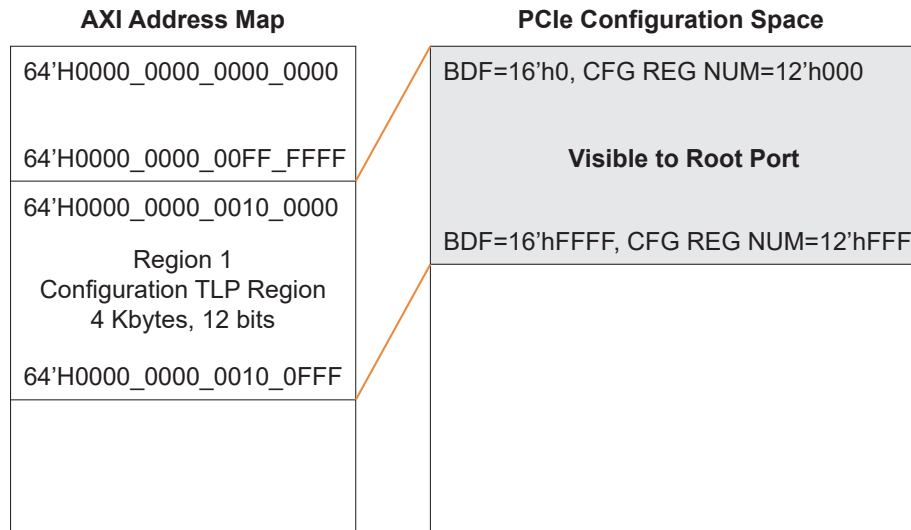 AXI Address Map
64’H0000_0000_0000_0000
64’H0000_0000_00FF_FFFF
64’H0000_0000_0010_0000
Region 1
Configuration TLP Region
4 Kbytes, 12 bits
64’H0000_0000_0010_0FFF
PCIe Configuration Space
BDF=16’h0, CFG REG NUM=12’h000
Visible to Root Port
BDF=16’hFFFF, CFG REG NUM=12’hFFF